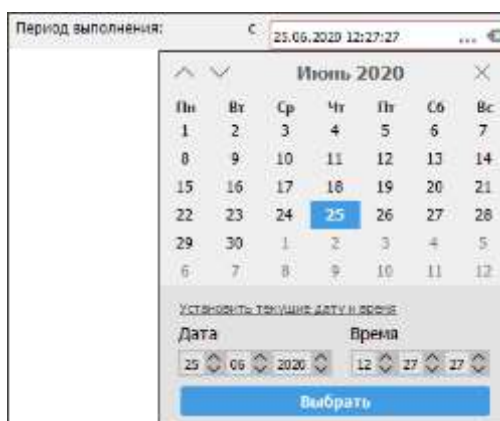 Период выполнения: с 25.06.2020 12:27:27 ...
Июнь 2020
Пн Вт Ср Чт Пт Сб Вс
1 2 3 4 5 6 7
8 9 10 11 12 13 14
15 16 17 18 19 20 21
22 23 24 25 26 27 28
29 30 1 2 3 4 5
6 7 8 9 10 11 12
Установить текущие дату и время
Дата Время
25 06 2020 12 27 27
Выбрать